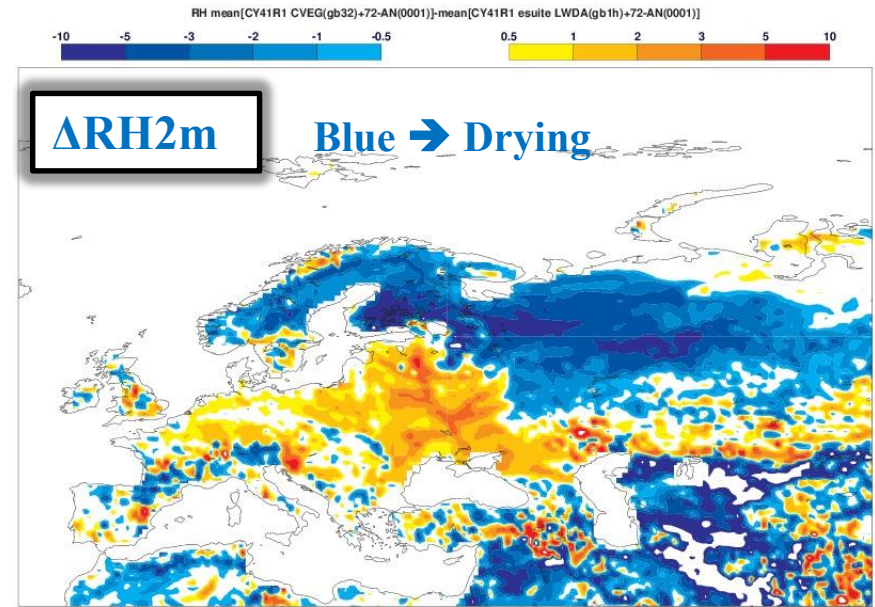 RH mean[CY41R1 CVEG(gb32)+72-AN(0001)]-mean[CY41R1 esuite LWDA(gb1h)+72-AN(0001)]
-10 -5 -3 -2 -1 -0.5 0.5 1 2 3 5 10
ΔRH2m Blue ➔ Drying